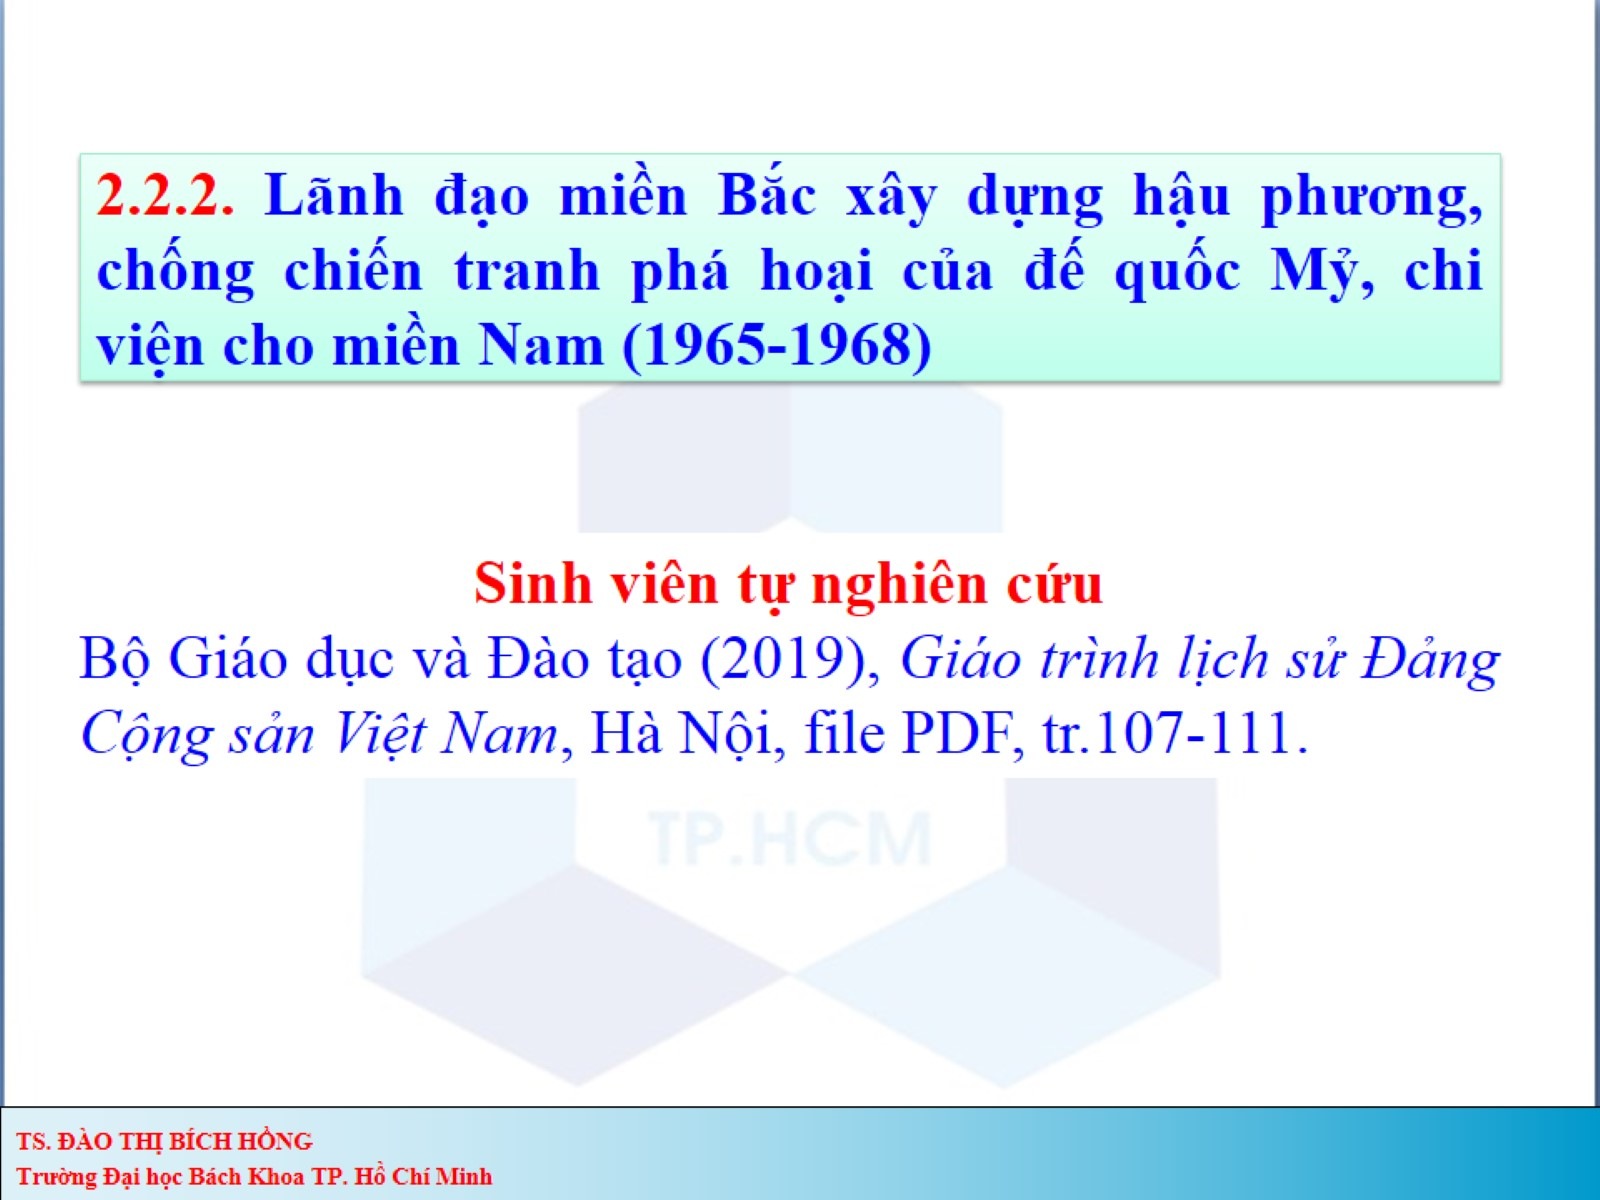 2.2.2. Lãnh đạo miền Bắc xây dựng hậu phương,
chống chiến tranh phá hoại của đế quốc Mỷ, chi
viện cho miền Nam (1965-1968)
Sinh viên tự nghiên cứu
Bộ Giáo dục và Đào tạo (2019), Giáo trình lịch sử Đảng
Cộng sản Việt Nam, Hà Nội, file PDF, tr.107-111.
TP.HCM
TS. ĐÀO THỊ BÍCH HỒNG
Trường Đại học Bách Khoa TP. Hồ Chí Minh